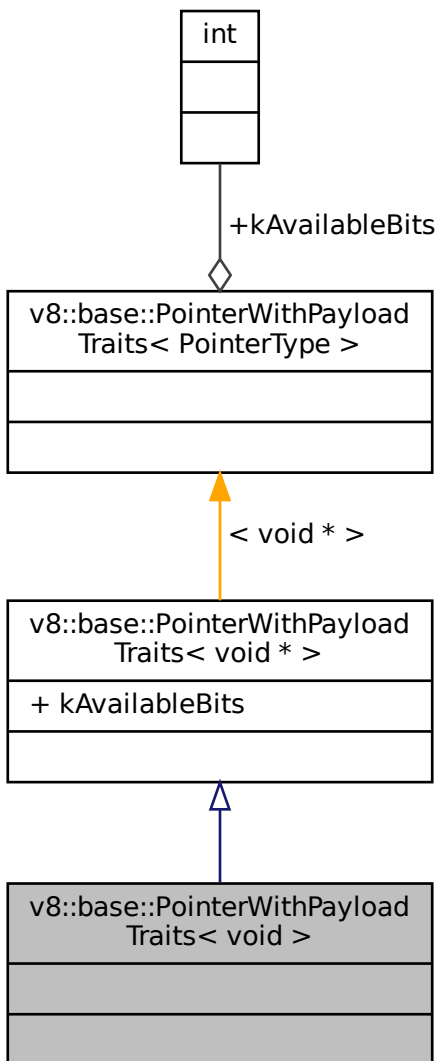 int
+kAvailableBits
v8::base::PointerWithPayload
Traits< PointerType >
< void * >
v8::base::PointerWithPayload
Traits< void * >
+ kAvailableBits
v8::base::PointerWithPayload
Traits< void >